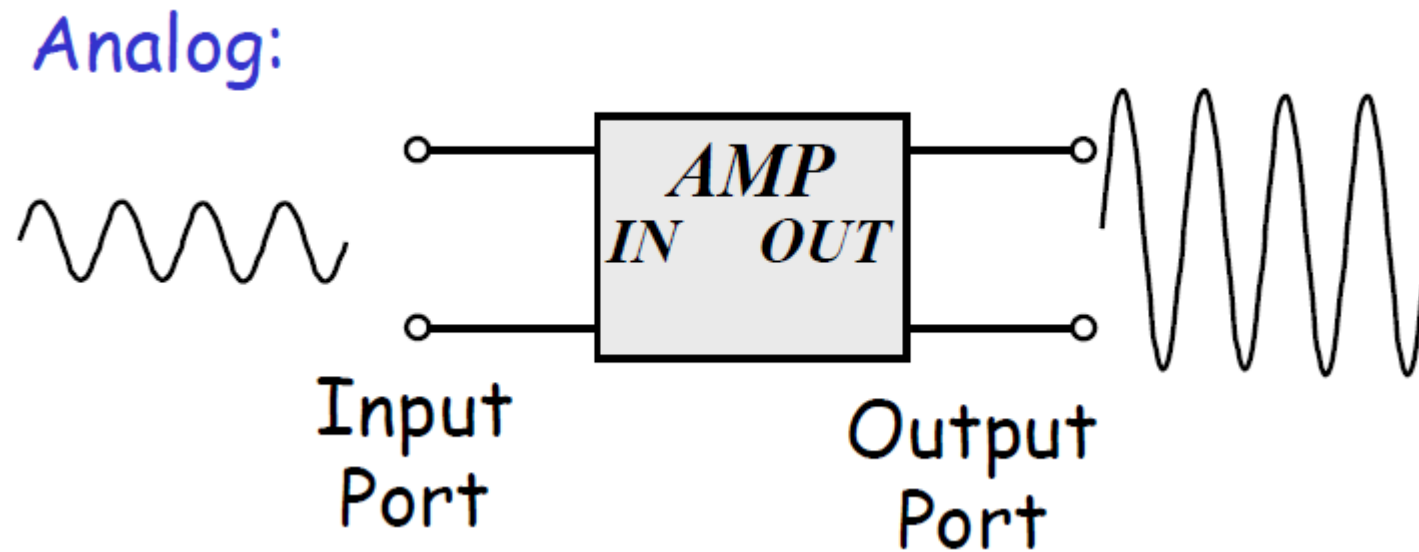 Analog:
AMP
IN OUT
Input
Port
Output
Port